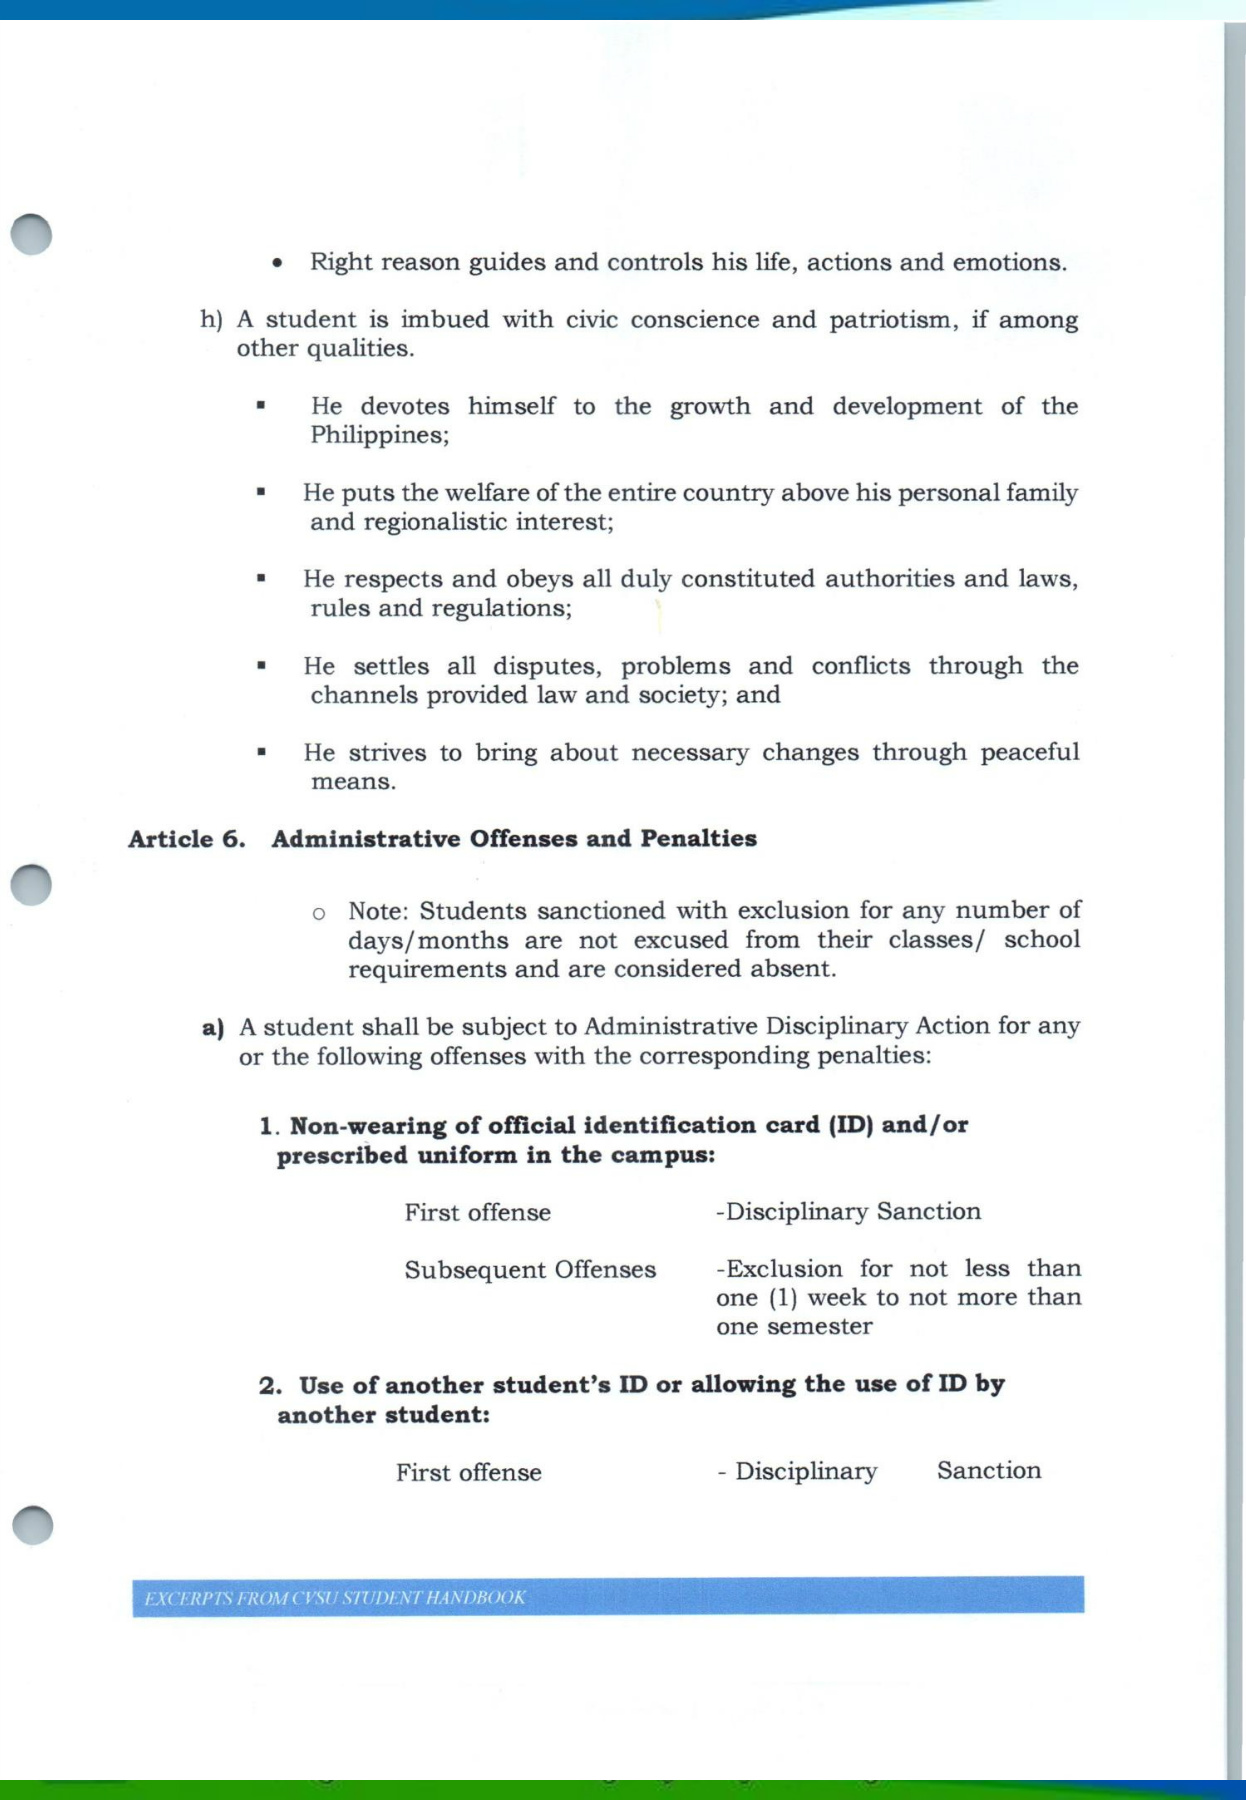 • Right reason guides and controls his life, actions and emotions.
h) A student is imbued with civic conscience and patriotism, if among
other qualities.
▪ He devotes himself to the growth and development of the
Philippines;
▪ He puts the welfare of the entire country above his personal family
and regionalistic interest;
▪ He respects and obeys all duly constituted authorities and laws,
rules and regulations;
▪ He settles all disputes, problems and conflicts through the
channels provided law and society; and
▪ He strives to bring about necessary changes through peaceful
means.
Article 6. Administrative Offenses and Penalties
o Note: Students sanctioned with exclusion for any number of
days/months are not excused from their classes/ school
requirements and are considered absent.
a) A student shall be subject to Administrative Disciplinary Action for any
or the following offenses with the corresponding penalties:
1. Non-wearing of official identification card (ID) and/or
prescribed uniform in the campus:
First offense -Disciplinary Sanction
Subsequent Offenses -Exclusion for not less than
one (1) week to not more than
one semester
2. Use of another student's ID or allowing the use of ID by
another student:
First offense - Disciplinary Sanction
EXCERPTS FROM CVSU STUDENT HANDBOOK